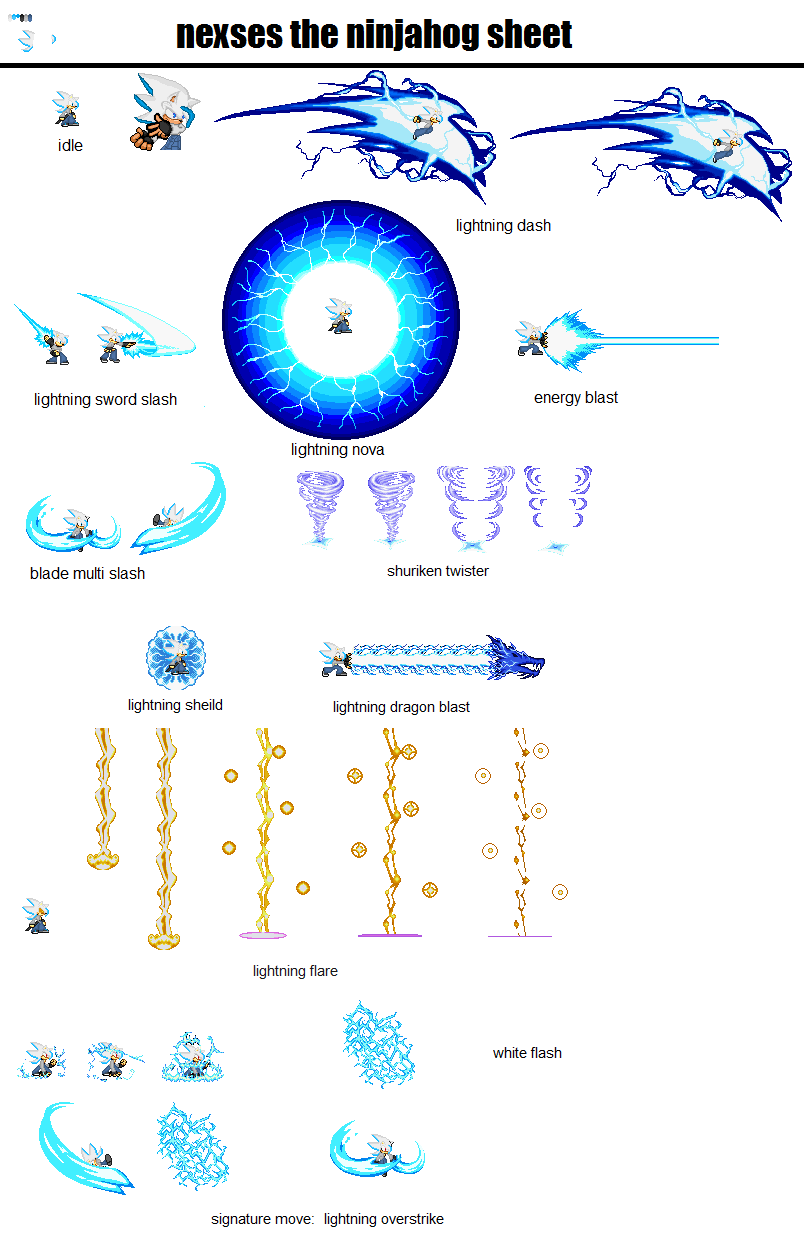 nexses the ninjahog sheet
idle
lightning dash
lightning sword slash
energy blast
lightning nova
blade multi slash
shuriken twister
lightning sheild
lightning dragon blast
lightning flare
white flash
signature move: lightning overstrike